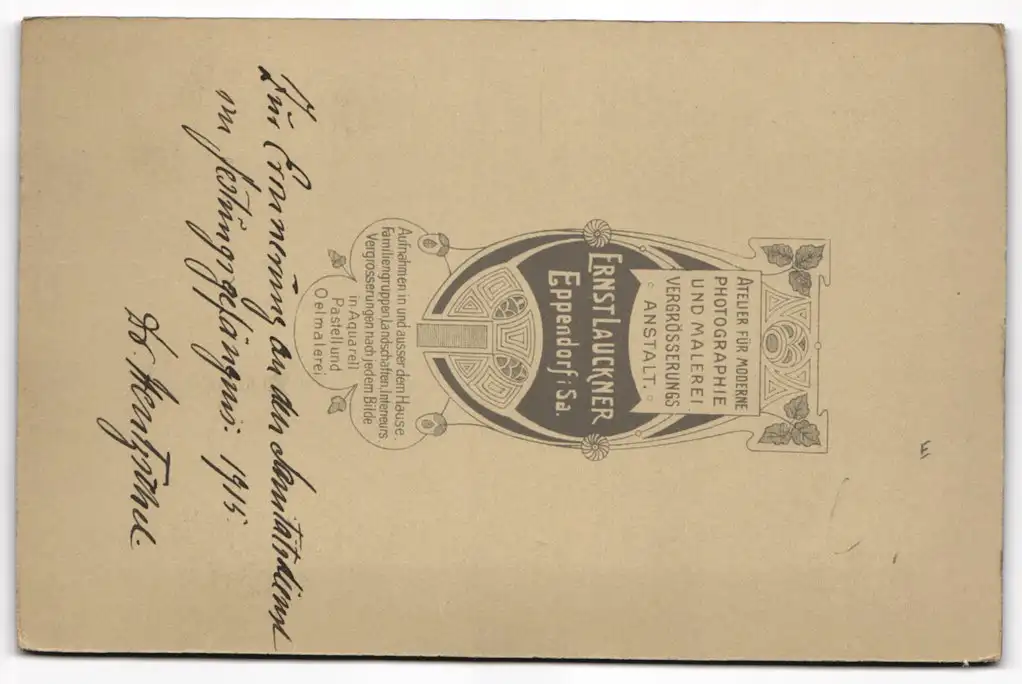 ATELIER FÜR MODERNE
PHOTOGRAPHIE
UND MALEREI
VERGRÖSSERUNGS
ANSTALT.
ERNST LAUCKNER
Eppendorf i Sa.
Aufnahmen in und ausser dem Hause.
Familiengruppen, Landschaften, Interieurs
Vergrösserungen nach jedem Bilde
in Aquarell
Pastell und
Oelmalerei
Zur Erinnerung an den Sanitätsdienst
im Festungsgefängnis: 1915.
E